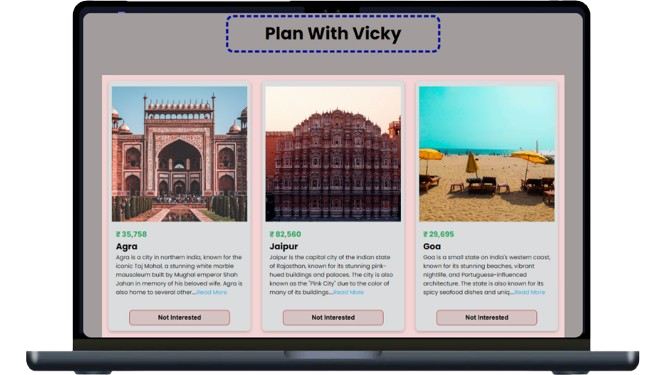 Plan With Vicky
₹ 35,758
Agra
Agra is a city in northern India, known for the
iconic Taj Mahal, a stunning white marble
mausoleum built by Mughal emperor Shah
Jahan in memory of his beloved wife. Agra is
also home to several other....Read More
Not Interested
₹ 82,560
Jaipur
Jaipur is the capital city of the Indian state
of Rajasthan, known for its stunning pink-
hued buildings and palaces. The city is also
known as the "Pink City" due to the color of
many of its buildings....Read More
Not Interested
₹ 29,695
Goa
Goa is a small state on India's western coast,
known for its stunning beaches, vibrant
nightlife, and Portuguese-influenced
architecture. The state is also known for its
spicy seafood dishes and uniq....Read More
Not Interested